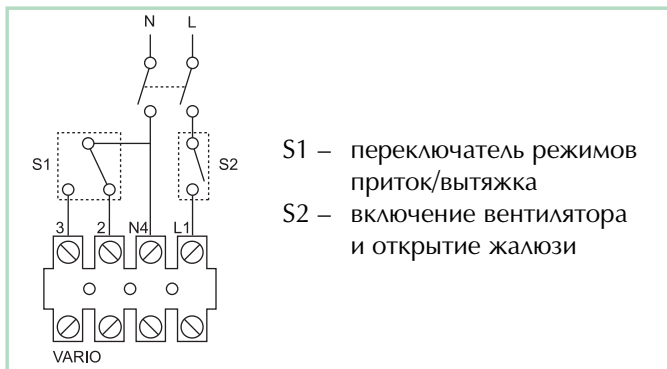 N L
S1
S2
3 2 N4 L1
VARIO
S1 – переключатель режимов
приток/вытяжка
S2 – включение вентилятора
и открытие жалюзи